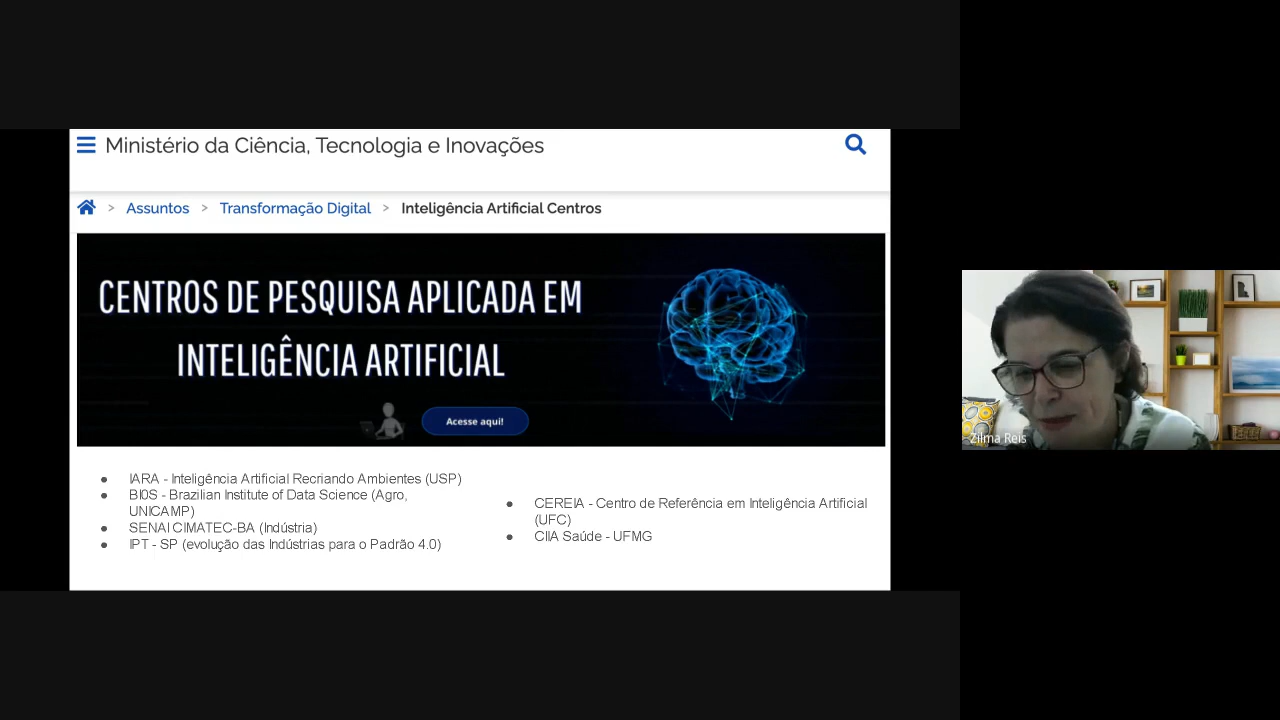 Ministério da Ciência, Tecnologia e Inovações
> Assuntos > Transformação Digital > Inteligência Artificial Centros
CENTROS DE PESQUISA APLICADA EM
INTELIGÊNCIA ARTIFICIAL
Acesse aqui!
● IARA - Inteligência Artificial Recriando Ambientes (USP)
● BI0S - Brazilian Institute of Data Science (Agro,
UNICAMP)
● SENAI CIMATEC-BA (Indústria)
● IPT - SP (evolução das Indústrias para o Padrão 4.0)
● CEREIA - Centro de Referência em Inteligência Artificial
(UFC)
● CIIA Saúde - UFMG
Zilma Reis